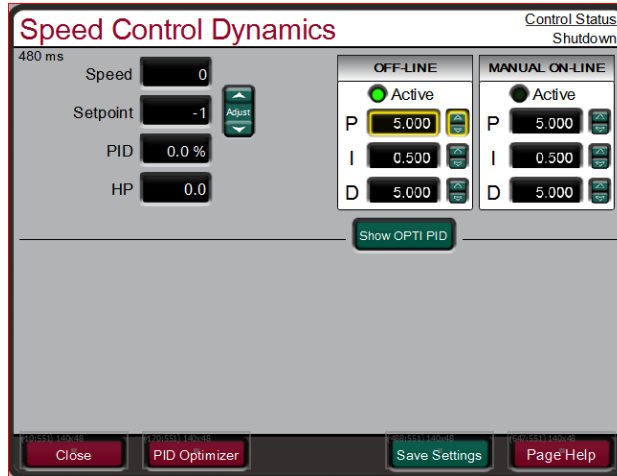 Speed Control Dynamics
Control Status
Shutdown
480 ms
Speed 0
Setpoint -1
Adjust
PID 0.0 %
HP 0.0
OFF-LINE
Active
P 5.000
I 0.500
D 5.000
MANUAL ON-LINE
Active
P 5.000
I 0.500
D 5.000
Show OPTI PID
Close
PID Optimizer
Save Settings
Page Help